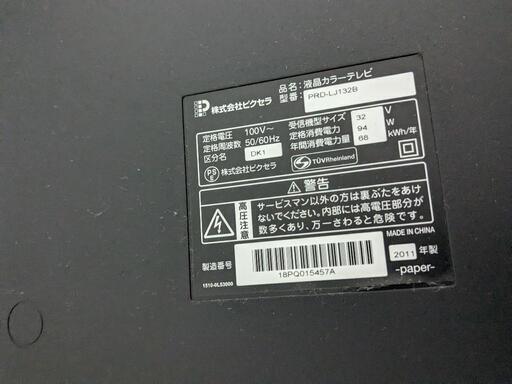 株式会社ピクセラ
品名：液晶カラーテレビ
型番： PRD-LJ132B
定格電圧 100V～
定格周波数 50/60Hz
区分名 DK1
受信機型サイズ 32 V
定格消費電力 94 W
年間消費電力量 68 kWh/年
PS E 株式会社ピクセラ
TÜVRheinland
警告
高圧注意
サービスマン以外の方は裏ぶたをあけ
ないでください。内部には高電圧部分が
数多くあり、万一さわると危険です。
MADE IN CHINA
製造番号
18PQ015457A
2011 年製
1510-0LS3000
-paper-